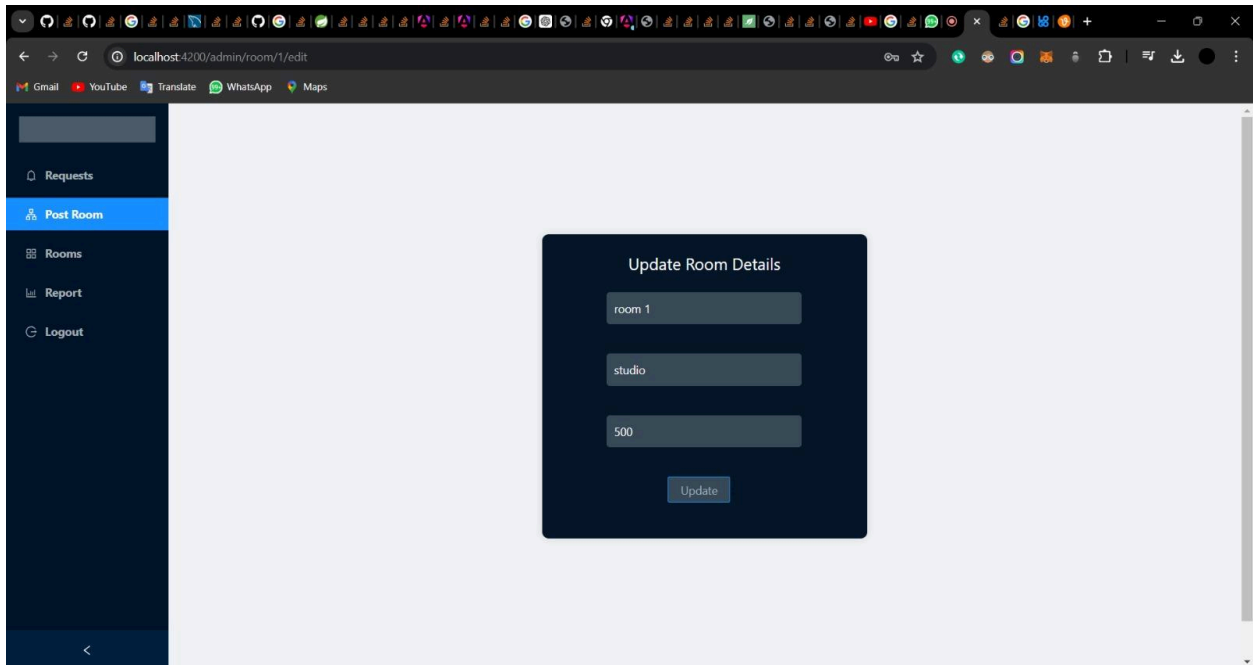 localhost:4200/admin/room/1/edit
Gmail YouTube Translate WhatsApp Maps
Requests
Post Room
Rooms
Report
Logout
Update Room Details
room 1
studio
500
Update